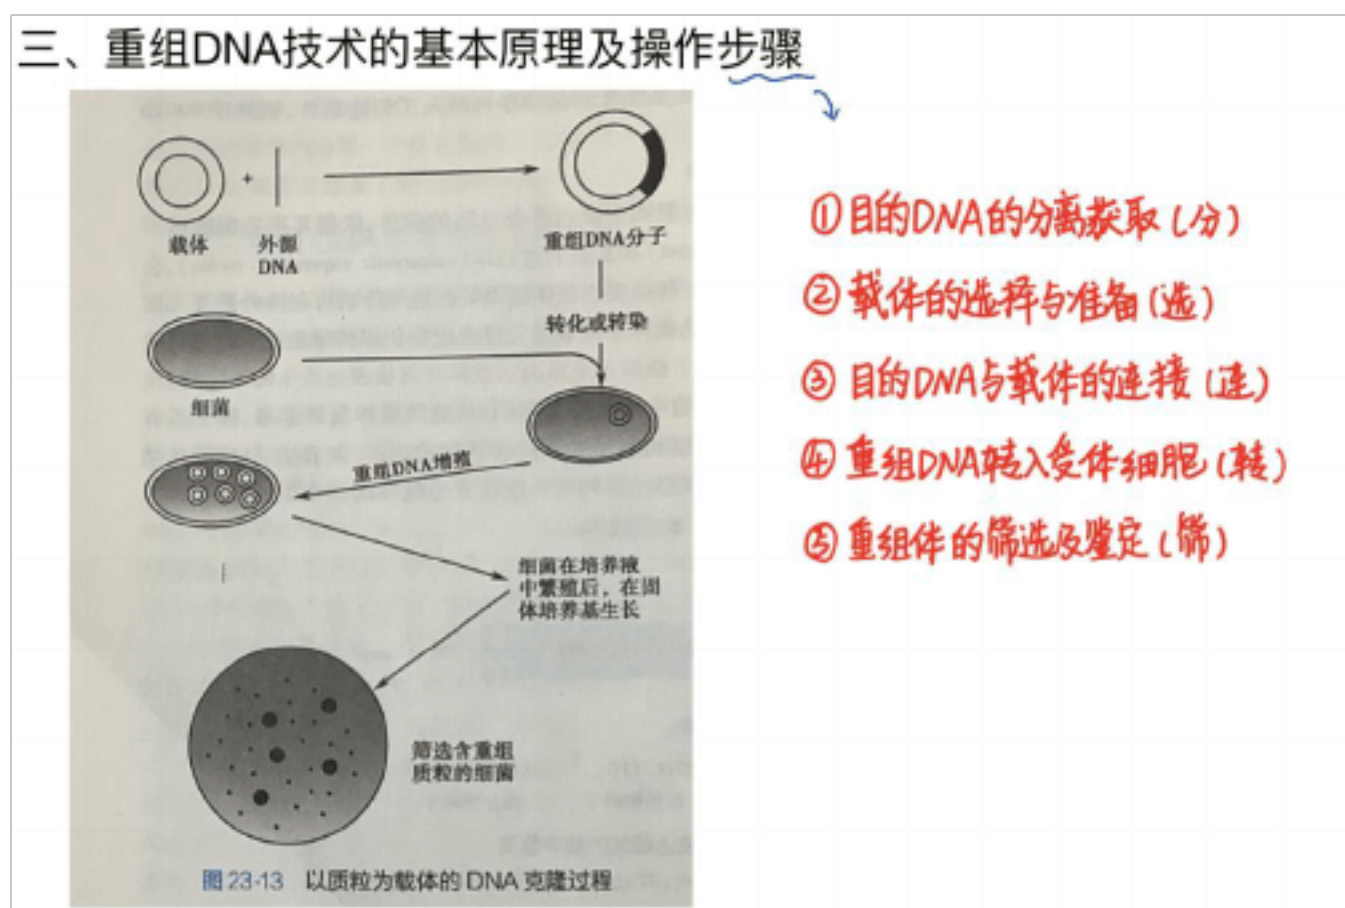 三、重组DNA技术的基本原理及操作步骤
载体
+
外源
DNA
重组DNA分子
转化或转染
细菌
重组DNA增殖
细菌在培养液
中繁殖后，在固
体培养基生长
筛选含重组
质粒的细菌
图 23-13 以质粒为载体的 DNA 克隆过程
①目的DNA的分离获取(分)
②载体的选择与准备(选)
③目的DNA与载体的连接(连)
④重组DNA转入受体细胞(转)
⑤重组体的筛选及鉴定(筛)